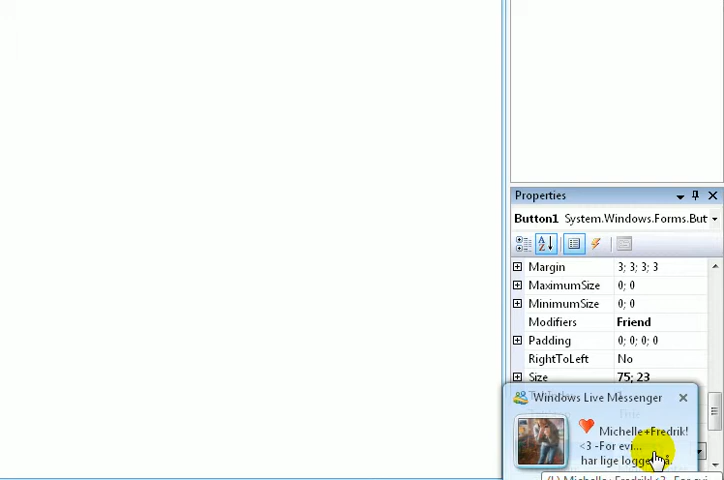 Properties
Button1 System.Windows.Forms.But
A
Z
Margin 3; 3; 3; 3
MaximumSize 0; 0
MinimumSize 0; 0
Modifiers Friend
Padding 0; 0; 0; 0
RightToLeft No
Size 75; 23
Windows Live Messenger
Michelle+Fredrik!
<3 -For evi...
har lige logget på.